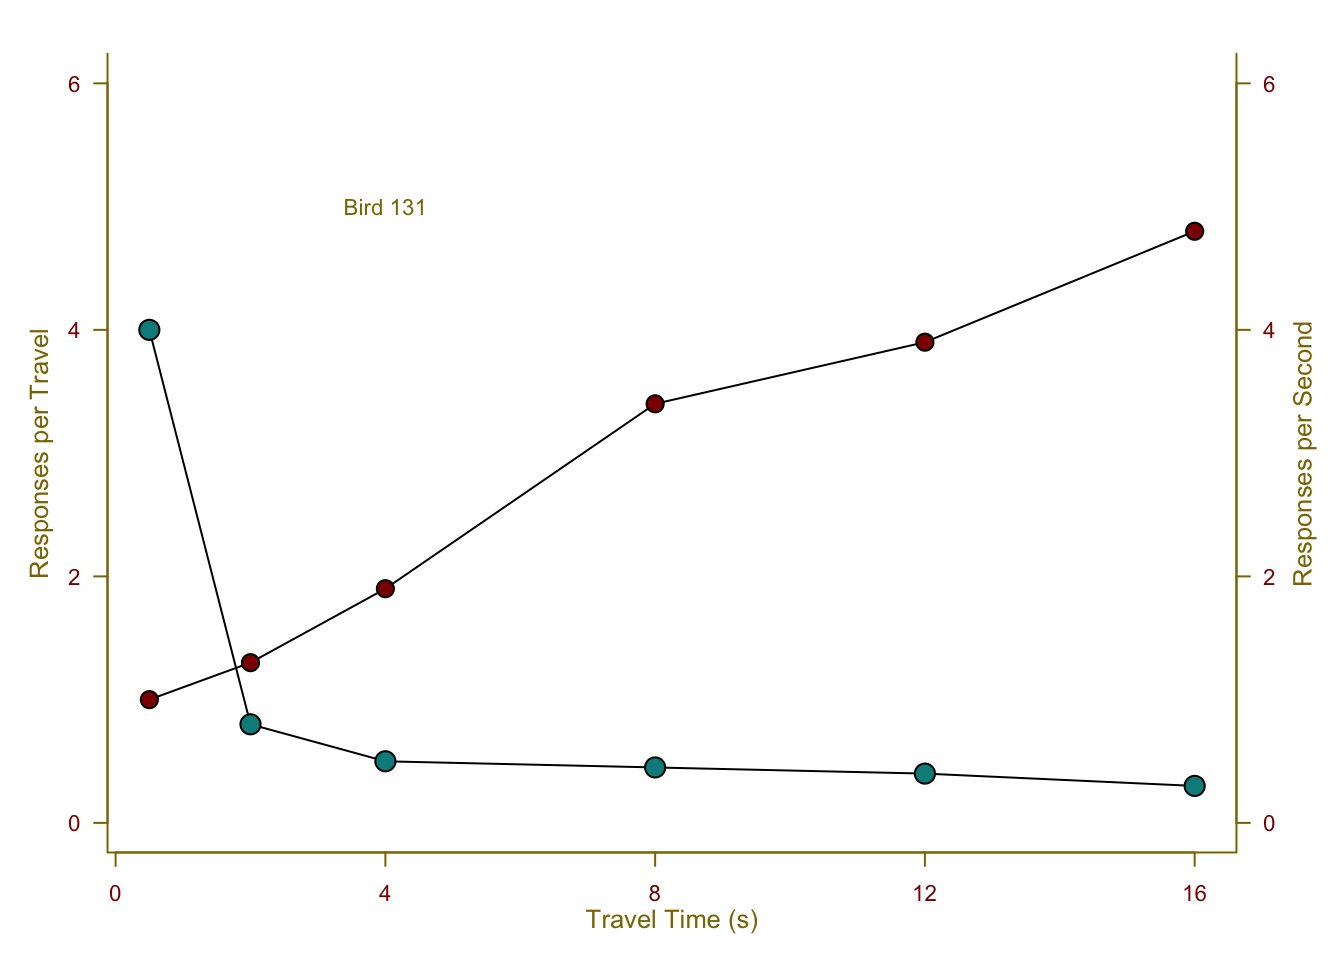 6
6
Bird 131
4
4
Responses per Travel
Responses per Second
2
2
0
0
0 4 8 12 16
Travel Time (s)